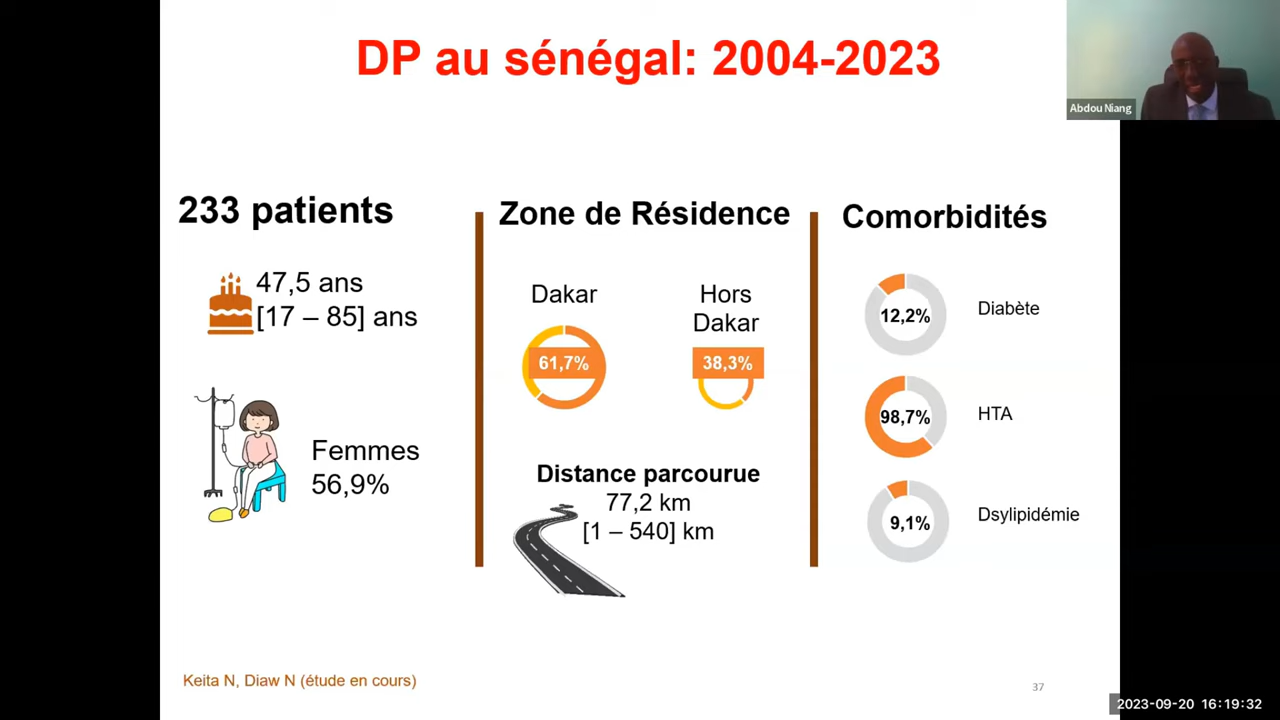 DP au sénégal: 2004-2023
Abdou Niang
233 patients
47,5 ans
[17 – 85] ans
Femmes
56,9%
Zone de Résidence
Dakar
Hors
Dakar
61,7%
38,3%
Distance parcourue
77,2 km
[1 – 540] km
Comorbidités
12,2%
Diabète
98,7%
HTA
9,1%
Dsylipidémie
Keita N, Diaw N (étude en cours)
37
2023-09-20 16:19:32